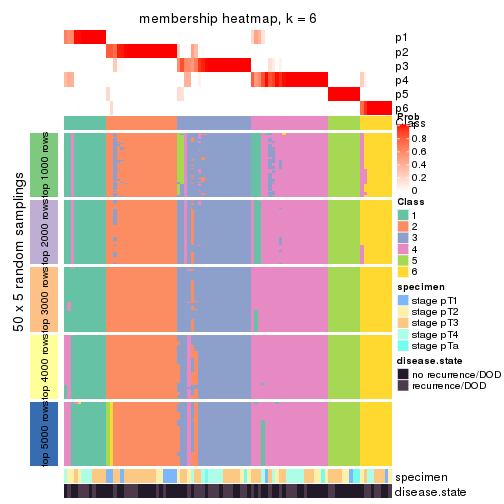 membership heatmap, k = 6
p1
p2
p3
p4
p5
p6
Class
50 x 5 random samplings
top 1000 rows
top 2000 rows
top 3000 rows
top 4000 rows
top 5000 rows
Prob
1
0.8
0.6
0.4
0.2
0
Class
1
2
3
4
5
6
specimen
stage pT1
stage pT2
stage pT3
stage pT4
stage pTa
disease.state
no recurrence/DOD
recurrence/DOD
specimen
disease.state